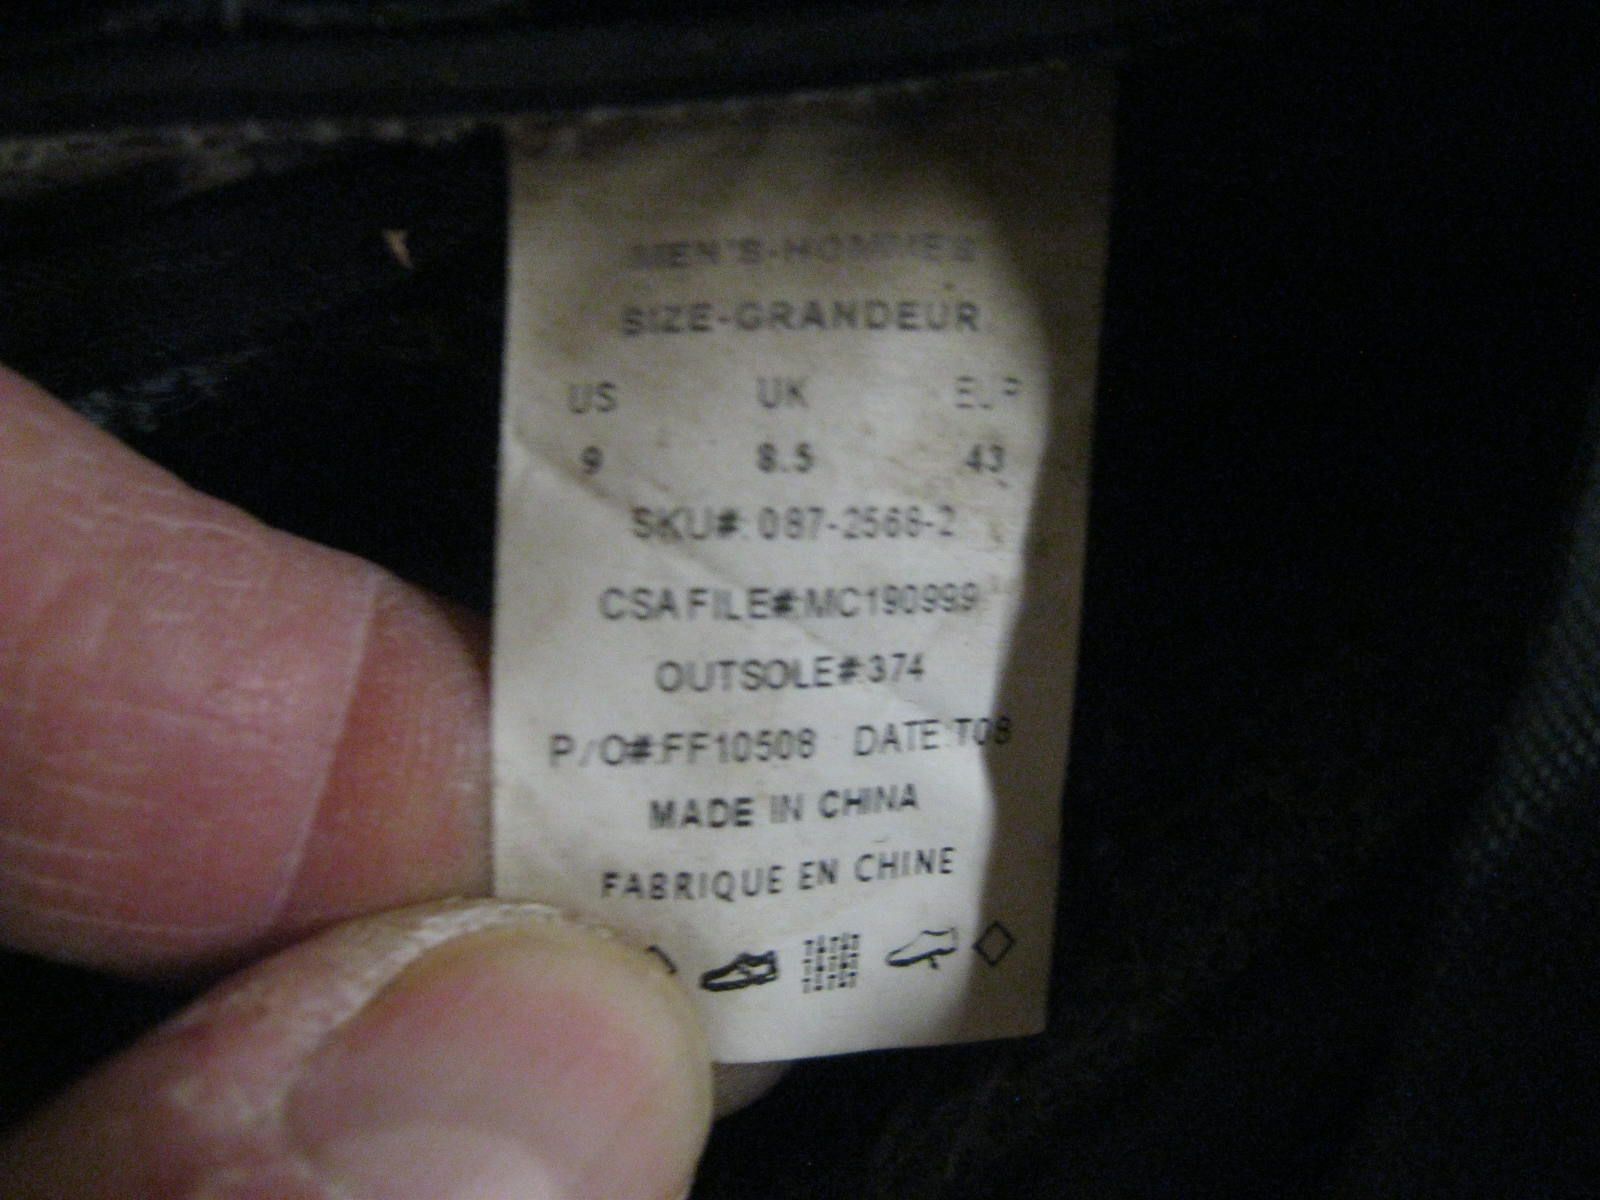 MEN'S-HOMMES
SIZE-GRANDEUR
US UK EUR
9 8.5 43
SKU#: 087-2568-2
CSA FILE#:MC190999
OUTSOLE#:374
P/O#:FF10508 DATE:T08
MADE IN CHINA
FABRIQUE EN CHINE